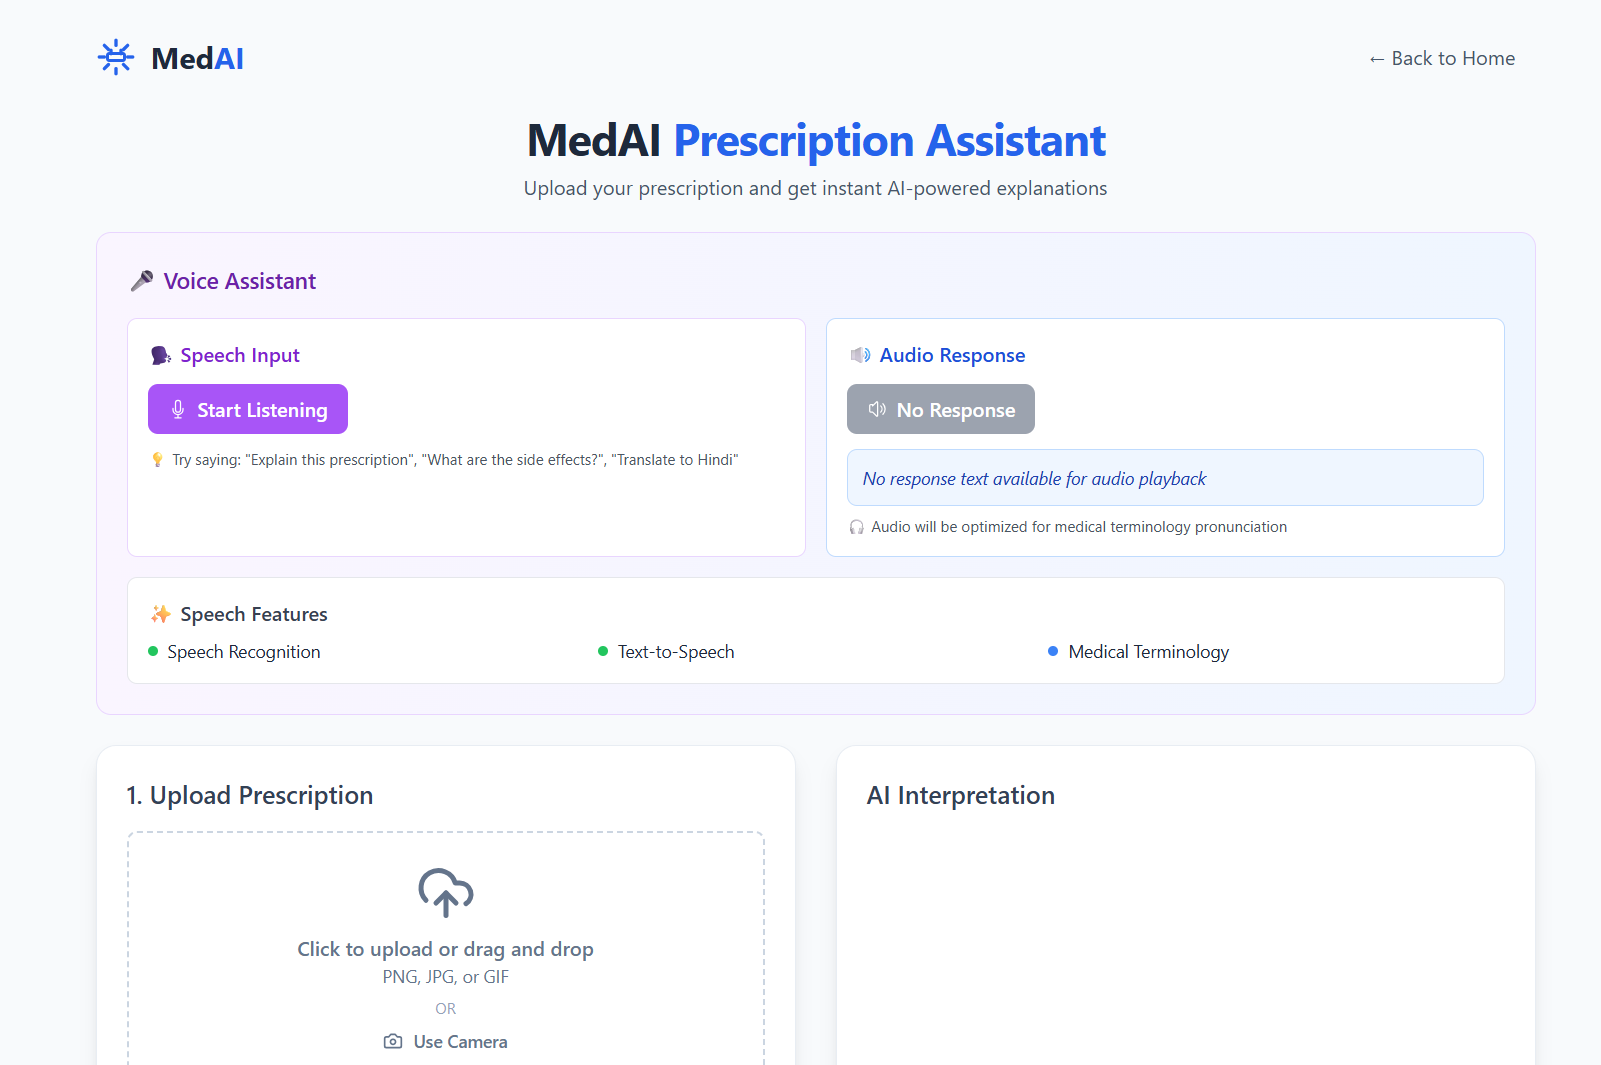 MedAI
← Back to Home
MedAI Prescription Assistant
Upload your prescription and get instant AI-powered explanations
Voice Assistant
Speech Input
Start Listening
Try saying: "Explain this prescription", "What are the side effects?", "Translate to Hindi"
Audio Response
No Response
No response text available for audio playback
Audio will be optimized for medical terminology pronunciation
Speech Features
Speech Recognition
Text-to-Speech
Medical Terminology
1. Upload Prescription
Click to upload or drag and drop
PNG, JPG, or GIF
OR
Use Camera
AI Interpretation